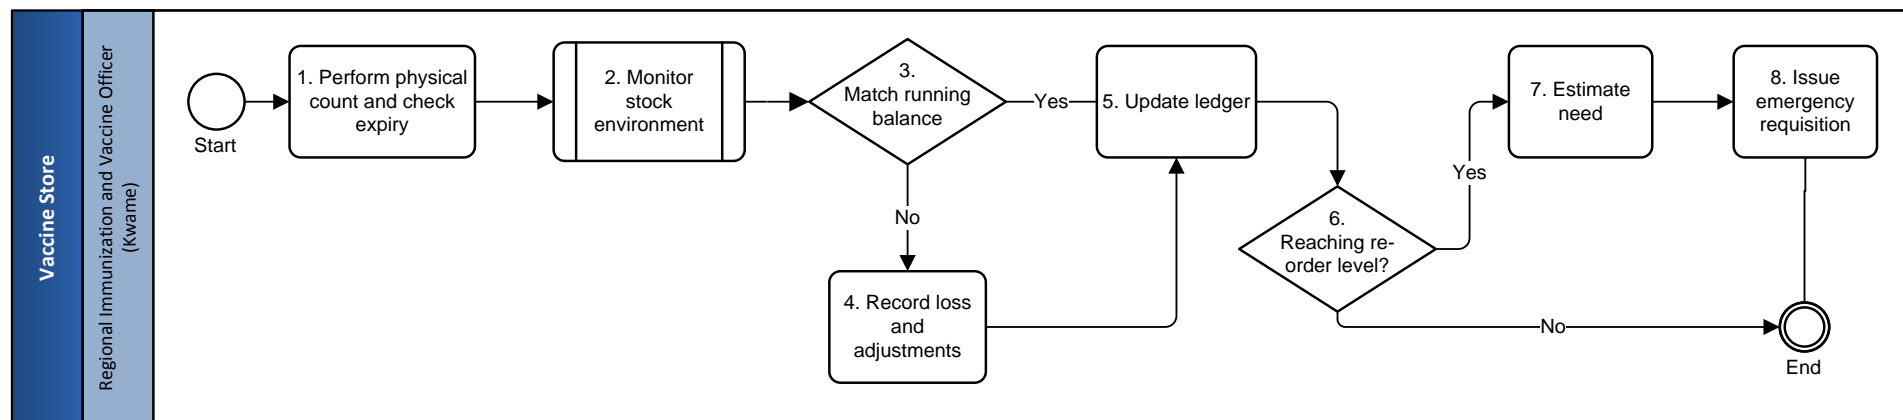 Vaccine Store
Regional Immunization and Vaccine Officer
(Kwame)
Start
1. Perform physical
count and check
expiry
2. Monitor
stock
environment
3.
Match running
balance
Yes
No
4. Record loss
and
adjustments
5. Update ledger
6.
Reaching re-
order level?
Yes
No
7. Estimate
need
8. Issue
emergency
requisition
End